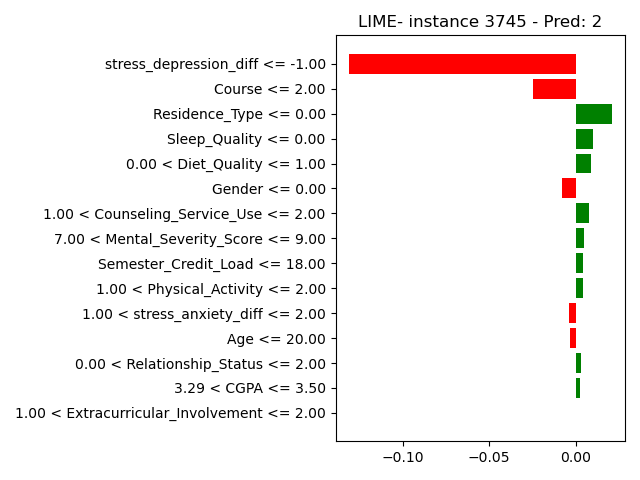 LIME- instance 3745 - Pred: 2
stress_depression_diff <= -1.00
Course <= 2.00
Residence_Type <= 0.00
Sleep_Quality <= 0.00
0.00 < Diet_Quality <= 1.00
Gender <= 0.00
1.00 < Counseling_Service_Use <= 2.00
7.00 < Mental_Severity_Score <= 9.00
Semester_Credit_Load <= 18.00
1.00 < Physical_Activity <= 2.00
1.00 < stress_anxiety_diff <= 2.00
Age <= 20.00
0.00 < Relationship_Status <= 2.00
3.29 < CGPA <= 3.50
1.00 < Extracurricular_Involvement <= 2.00
−0.10 −0.05 0.00